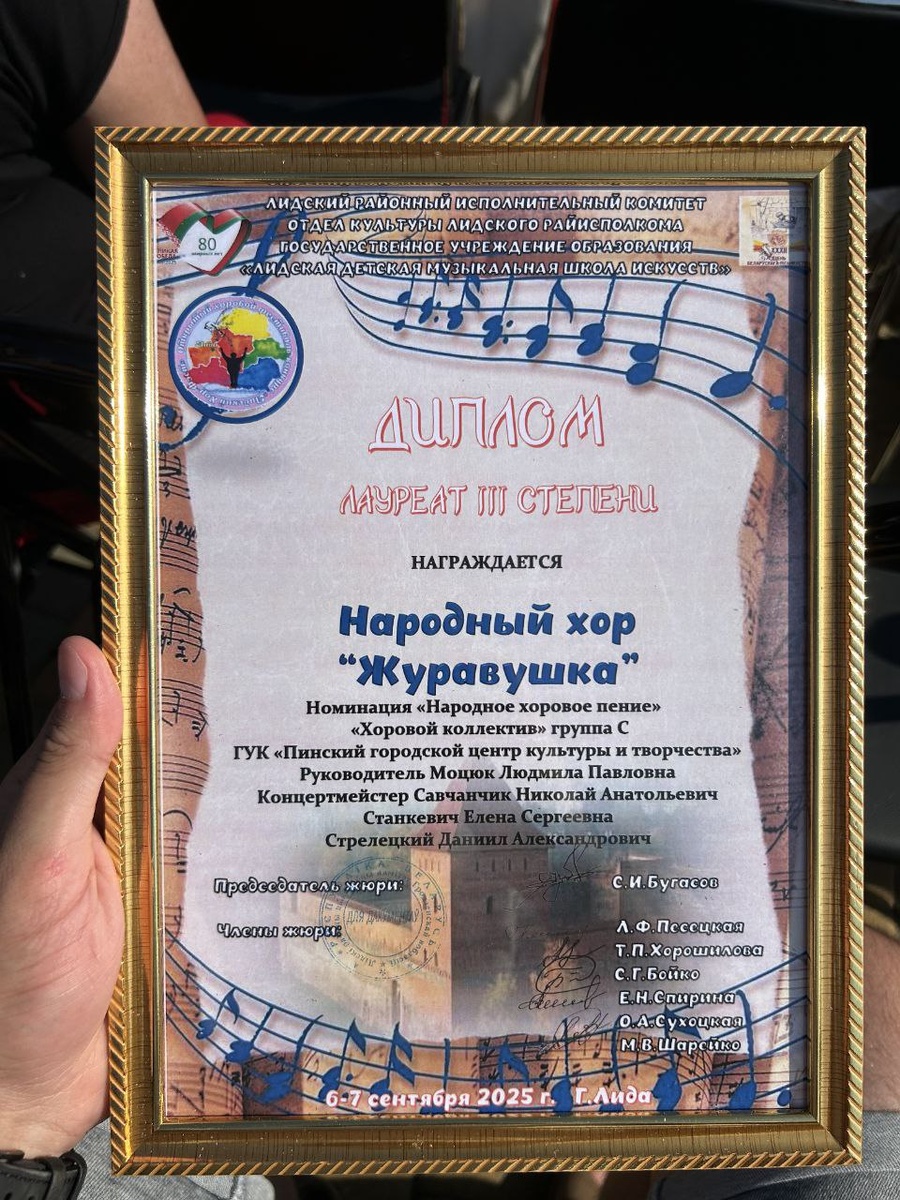 ЛИДСКИЙ РАЙОННЫЙ ИСПОЛНИТЕЛЬНЫЙ КОМИТЕТ
ОТДЕЛ КУЛЬТУРЫ ЛИДСКОГО РАЙИСПОЛКОМА
ГОСУДАРСТВЕННОЕ УЧРЕЖДЕНИЕ ОБРАЗОВАНИЯ
«ЛИДСКАЯ ДЕТСКАЯ МУЗЫКАЛЬНАЯ ШКОЛА ИСКУССТВ»
80
ДИПЛОМ
ЛАУРЕАТ III СТЕПЕНИ
НАГРАЖДАЕТСЯ
Народный хор
“Журавушка”
Номинация «Народное хоровое пение»
«Хоровой коллектив» группа С
ГУК «Пинский городской центр культуры и творчества»
Руководитель Моцюк Людмила Павловна
Концертмейстер Савчанчик Николай Анатольевич
Станкевич Елена Сергеевна
Стрелецкий Даниил Александрович
Председатель жюри: С.И.Бугасов
Члены жюри: Л.Ф.Песецкая
Т.П.Хорошилова
С.Г.Бойко
Е.Н.Спирина
О.А.Сухоцкая
М.В.Шарейко
6-7 сентября 2025 г. Г.Лида